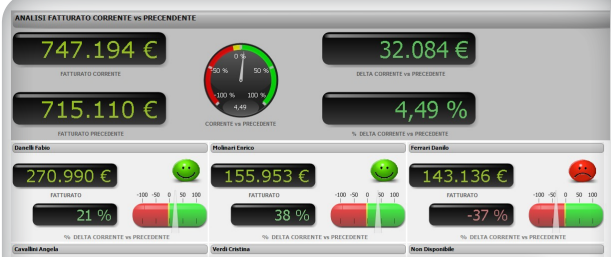 ANALISI FATTURATO CORRENTE vs PRECENDENTE
747.194 €
FATTURATO CORRENTE
0 %
-50 %
50 %
-100 %
100 %
4,49
CORRENTE vs PRECEDENTE
32.084 €
DELTA CORRENTE vs PRECEDENTE
715.110 €
FATTURATO PRECEDENTE
4,49 %
% DELTA CORRENTE vs PRECEDENTE
Danelli Fabio
Molinari Enrico
Ferrari Danilo
270.990 €
FATTURATO
-100 -50 0 50 100
21 %
% DELTA CORRENTE vs PRECEDENTE
155.953 €
FATTURATO
-100 -50 0 50 100
38 %
% DELTA CORRENTE vs PRECEDENTE
143.136 €
FATTURATO
-100 -50 0 50 100
-37 %
% DELTA CORRENTE vs PRECEDENTE
Cavallini Angela
Verdi Cristina
Non Disponibile